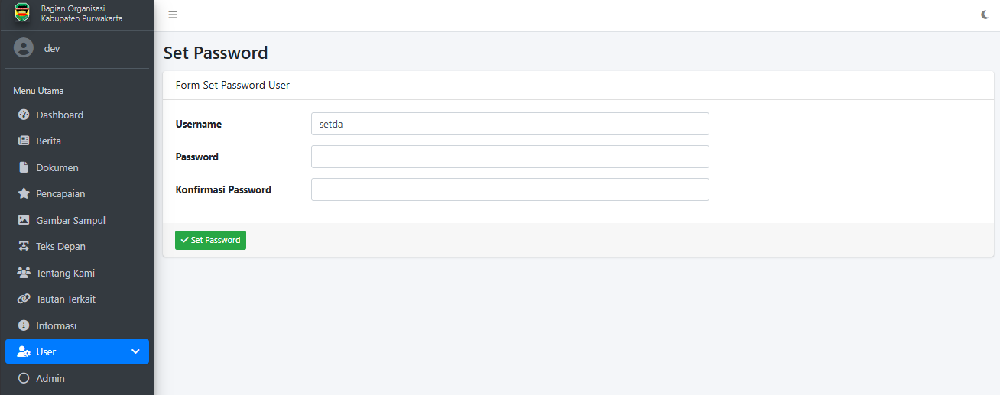 Bagian Organisasi
Kabupaten Purwakarta
dev
Menu Utama
Dashboard
Berita
Dokumen
Pencapaian
Gambar Sampul
Teks Depan
Tentang Kami
Tautan Terkait
Informasi
User
Admin
Set Password
Form Set Password User
Username
setda
Password
Konfirmasi Password
Set Password